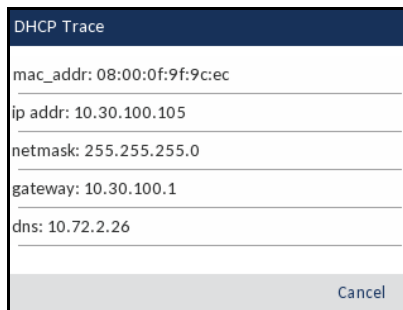 DHCP Trace
mac_addr: 08:00:0f:9f:9c:ec
ip addr: 10.30.100.105
netmask: 255.255.255.0
gateway: 10.30.100.1
dns: 10.72.2.26
Cancel